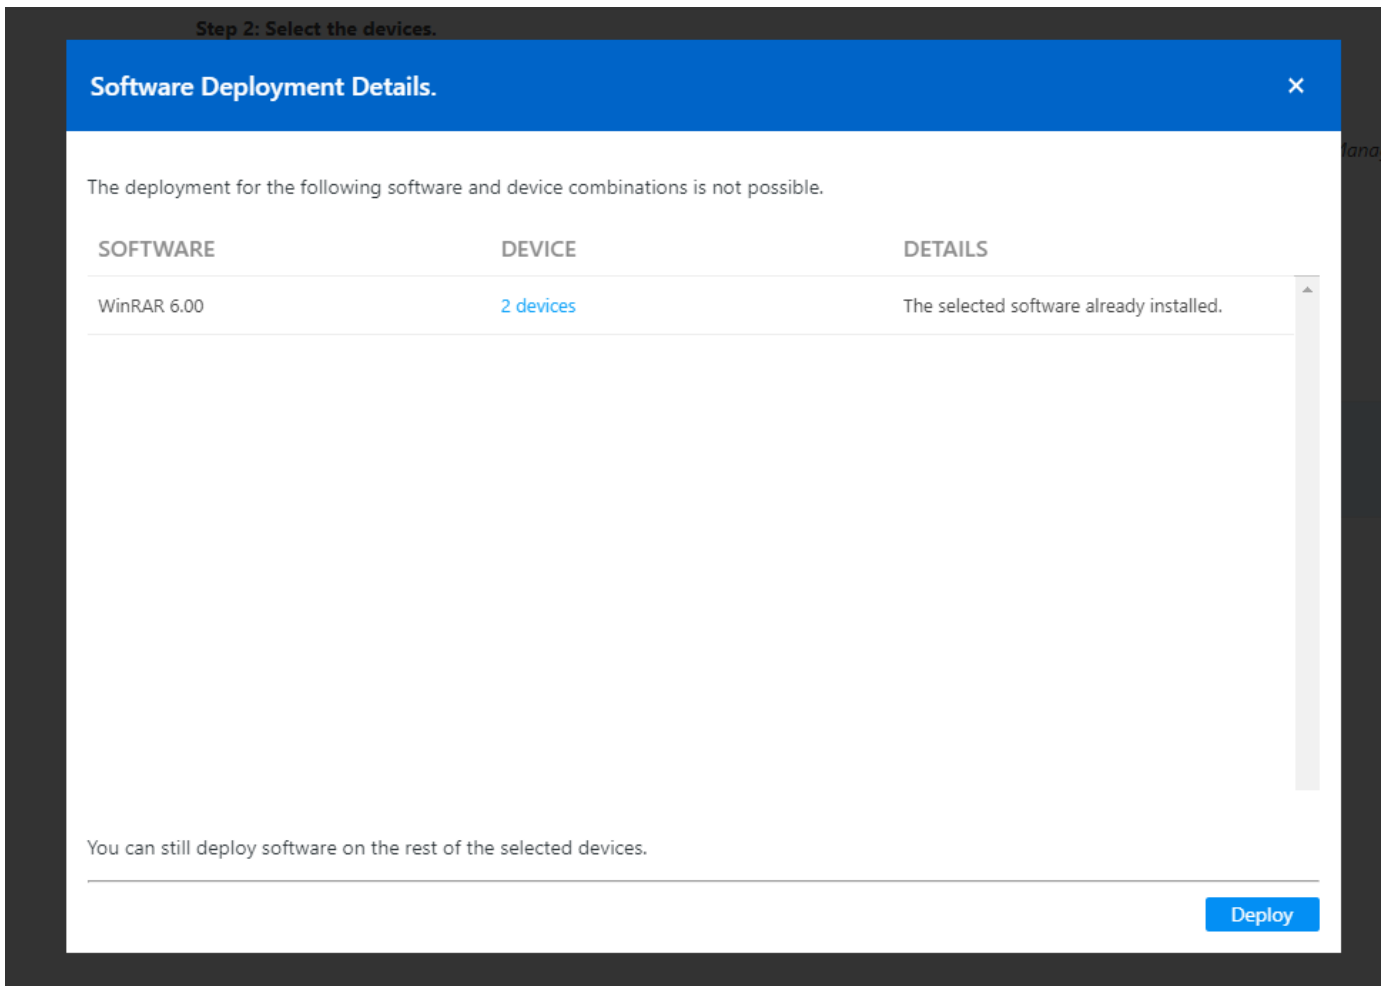 Step 2: Select the devices.
Software Deployment Details.
The deployment for the following software and device combinations is not possible.
SOFTWARE DEVICE DETAILS
WinRAR 6.00 2 devices The selected software already installed.
You can still deploy software on the rest of the selected devices.
Deploy